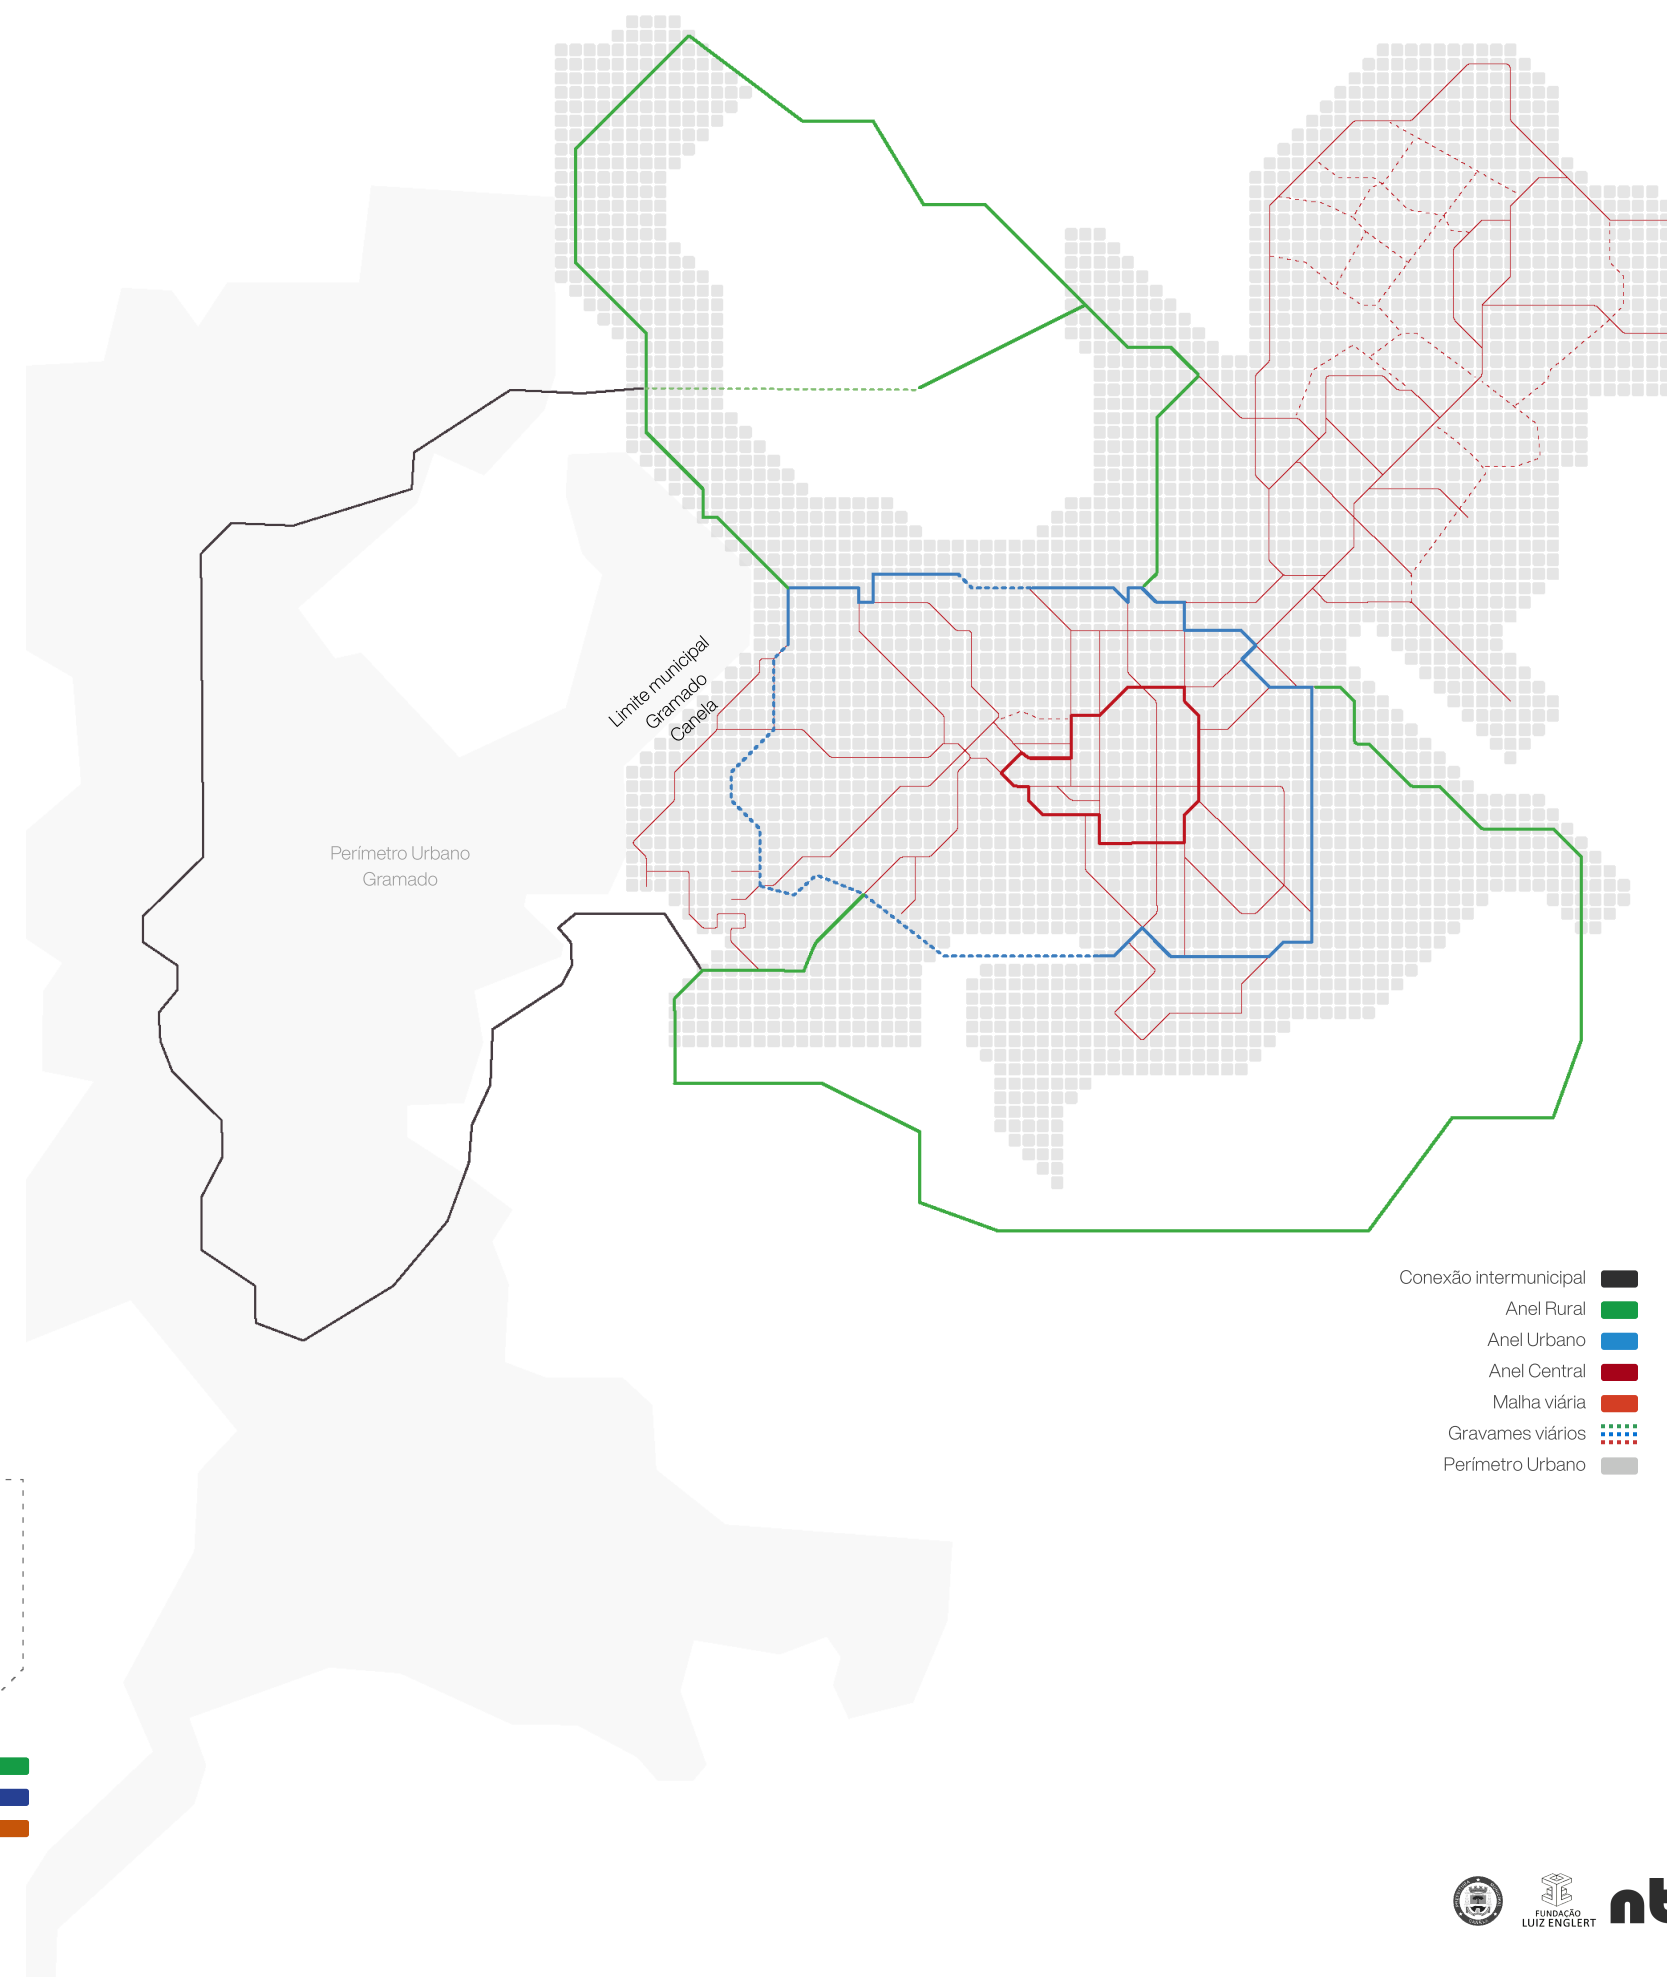 Limite municipal
Gramado
Canela
Perímetro Urbano
Gramado
Conexão intermunicipal
Anel Rural
Anel Urbano
Anel Central
Malha viária
Gravames viários
Perímetro Urbano
FUNDAÇÃO
LUIZ ENGLERT